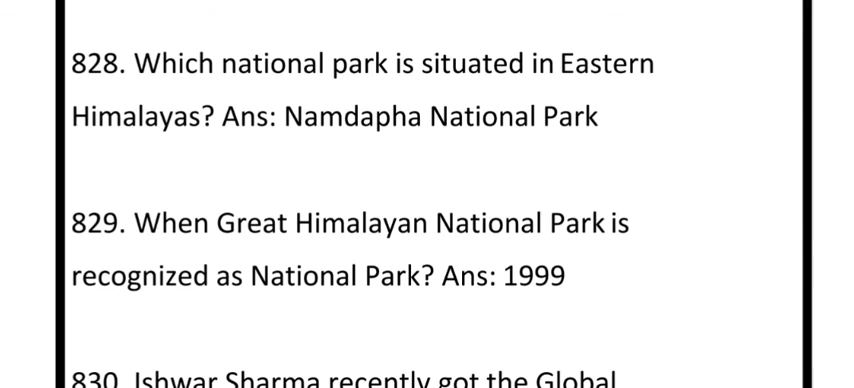 828. Which national park is situated in Eastern
Himalayas? Ans: Namdapha National Park
829. When Great Himalayan National Park is
recognized as National Park? Ans: 1999
830. Ishwar Sharma recently got the Global